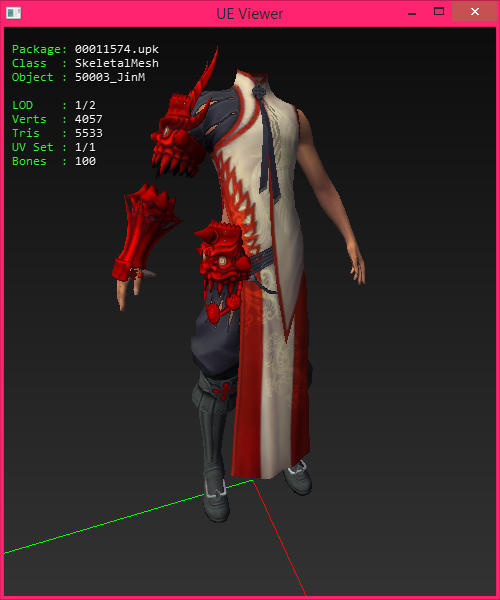 UE Viewer
Package: 00011574.upk
Class : SkeletalMesh
Object : 50003_JinM
LOD : 1/2
Verts : 4057
Tris : 5533
UV Set : 1/1
Bones : 100